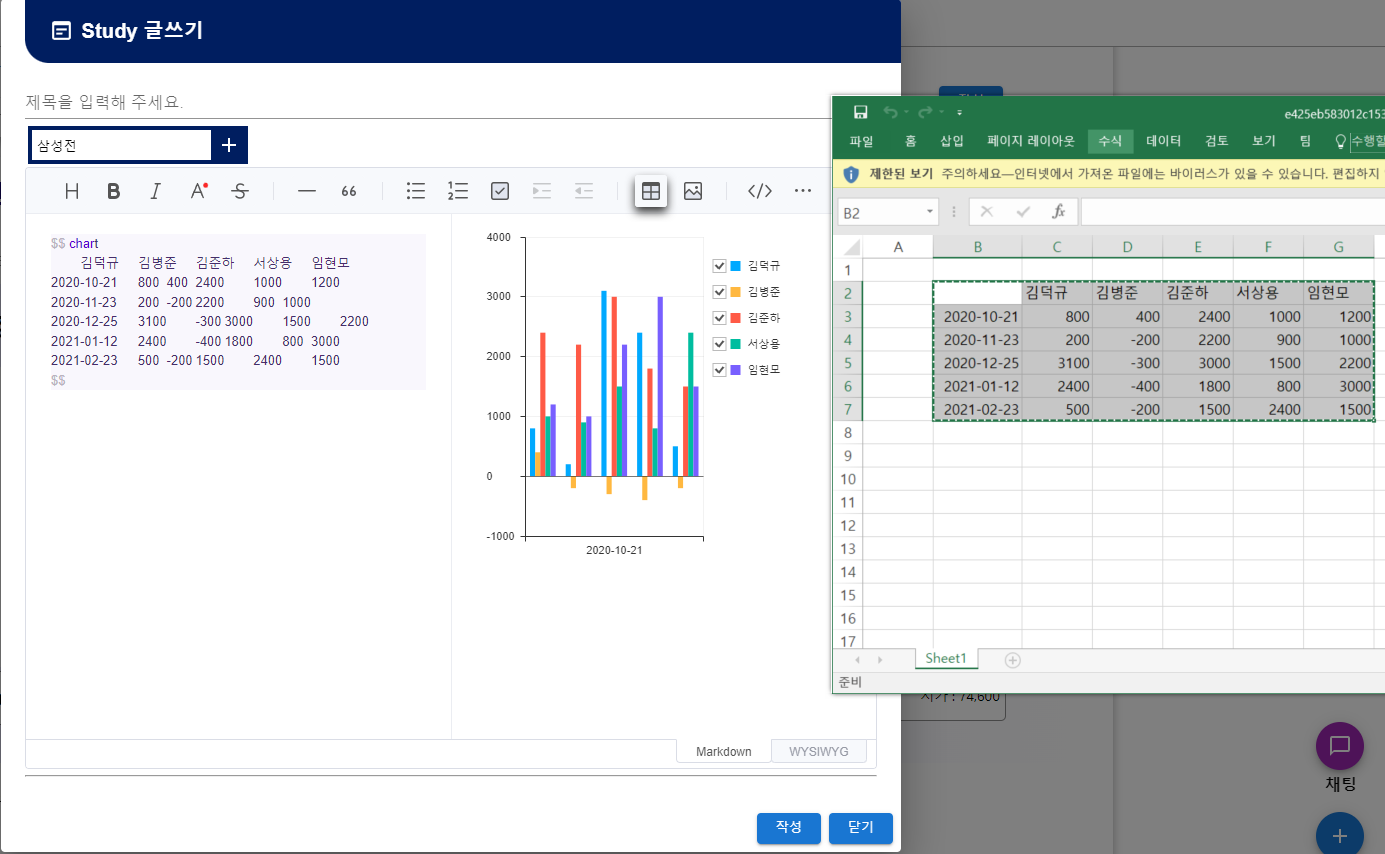 Study 글쓰기
제목을 입력해 주세요.
삼성전
+
H B I A S 66 </> ...
$$ chart
김덕규 김병준 김준하 서상용 임현모
2020-10-21 800 400 2400 1000 1200
2020-11-23 200 -200 2200 900 1000
2020-12-25 3100 -300 3000 1500 2200
2021-01-12 2400 -400 1800 800 3000
2021-02-23 500 -200 1500 2400 1500
$$
4000
3000
2000
1000
0
-1000
2020-10-21
김덕규
김병준
김준하
서상용
임현모
Markdown WYSIWYG
작성 닫기
e425eb583012c153
파일 홈 삽입 페이지 레이아웃 수식 데이터 검토 보기 팀 수행할
제한된 보기 주의하세요—인터넷에서 가져온 파일에는 바이러스가 있을 수 있습니다. 편집하지
B2 fx
A B C D E F G
1
2 김덕규 김병준 김준하 서상용 임현모
3 2020-10-21 800 400 2400 1000 1200
4 2020-11-23 200 -200 2200 900 1000
5 2020-12-25 3100 -300 3000 1500 2200
6 2021-01-12 2400 -400 1800 800 3000
7 2021-02-23 500 -200 1500 2400 1500
8
9
10
11
12
13
14
15
16
17
Sheet1
준비
시가 : 74,600
채팅
+